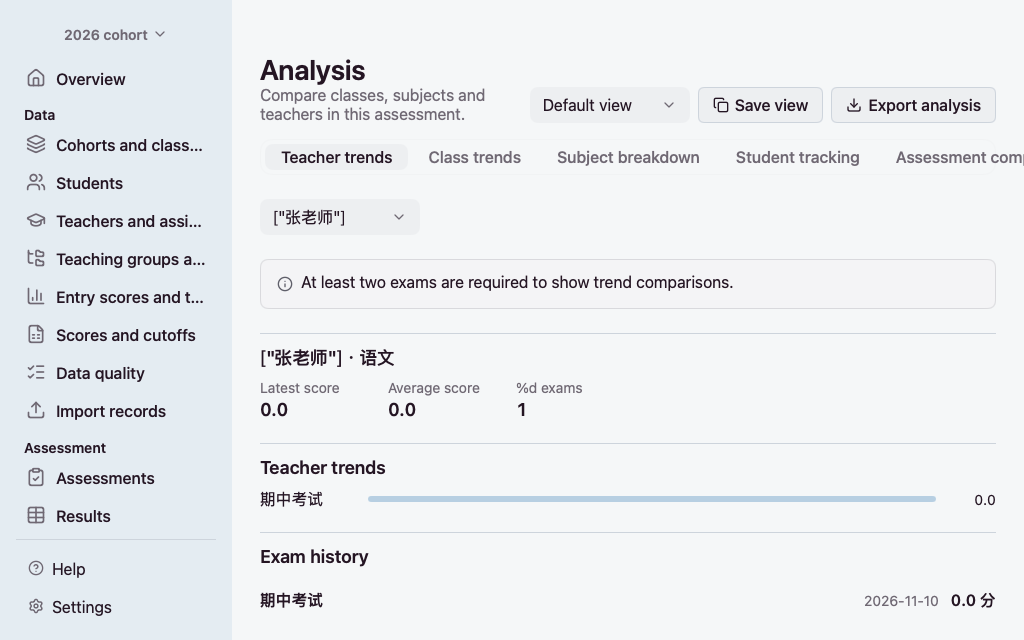 2026 cohort
Overview
Data
Cohorts and class...
Students
Teachers and assi...
Teaching groups a...
Entry scores and t...
Scores and cutoffs
Data quality
Import records
Assessment
Assessments
Results
Help
Settings
Analysis
Compare classes, subjects and
teachers in this assessment.
Default view
Save view
Export analysis
Teacher trends
Class trends
Subject breakdown
Student tracking
Assessment com
["张老师"]
At least two exams are required to show trend comparisons.
["张老师"] · 语文
Latest score
Average score
%d exams
0.0
0.0
1
Teacher trends
期中考试
0.0
Exam history
期中考试
2026-11-10
0.0 分